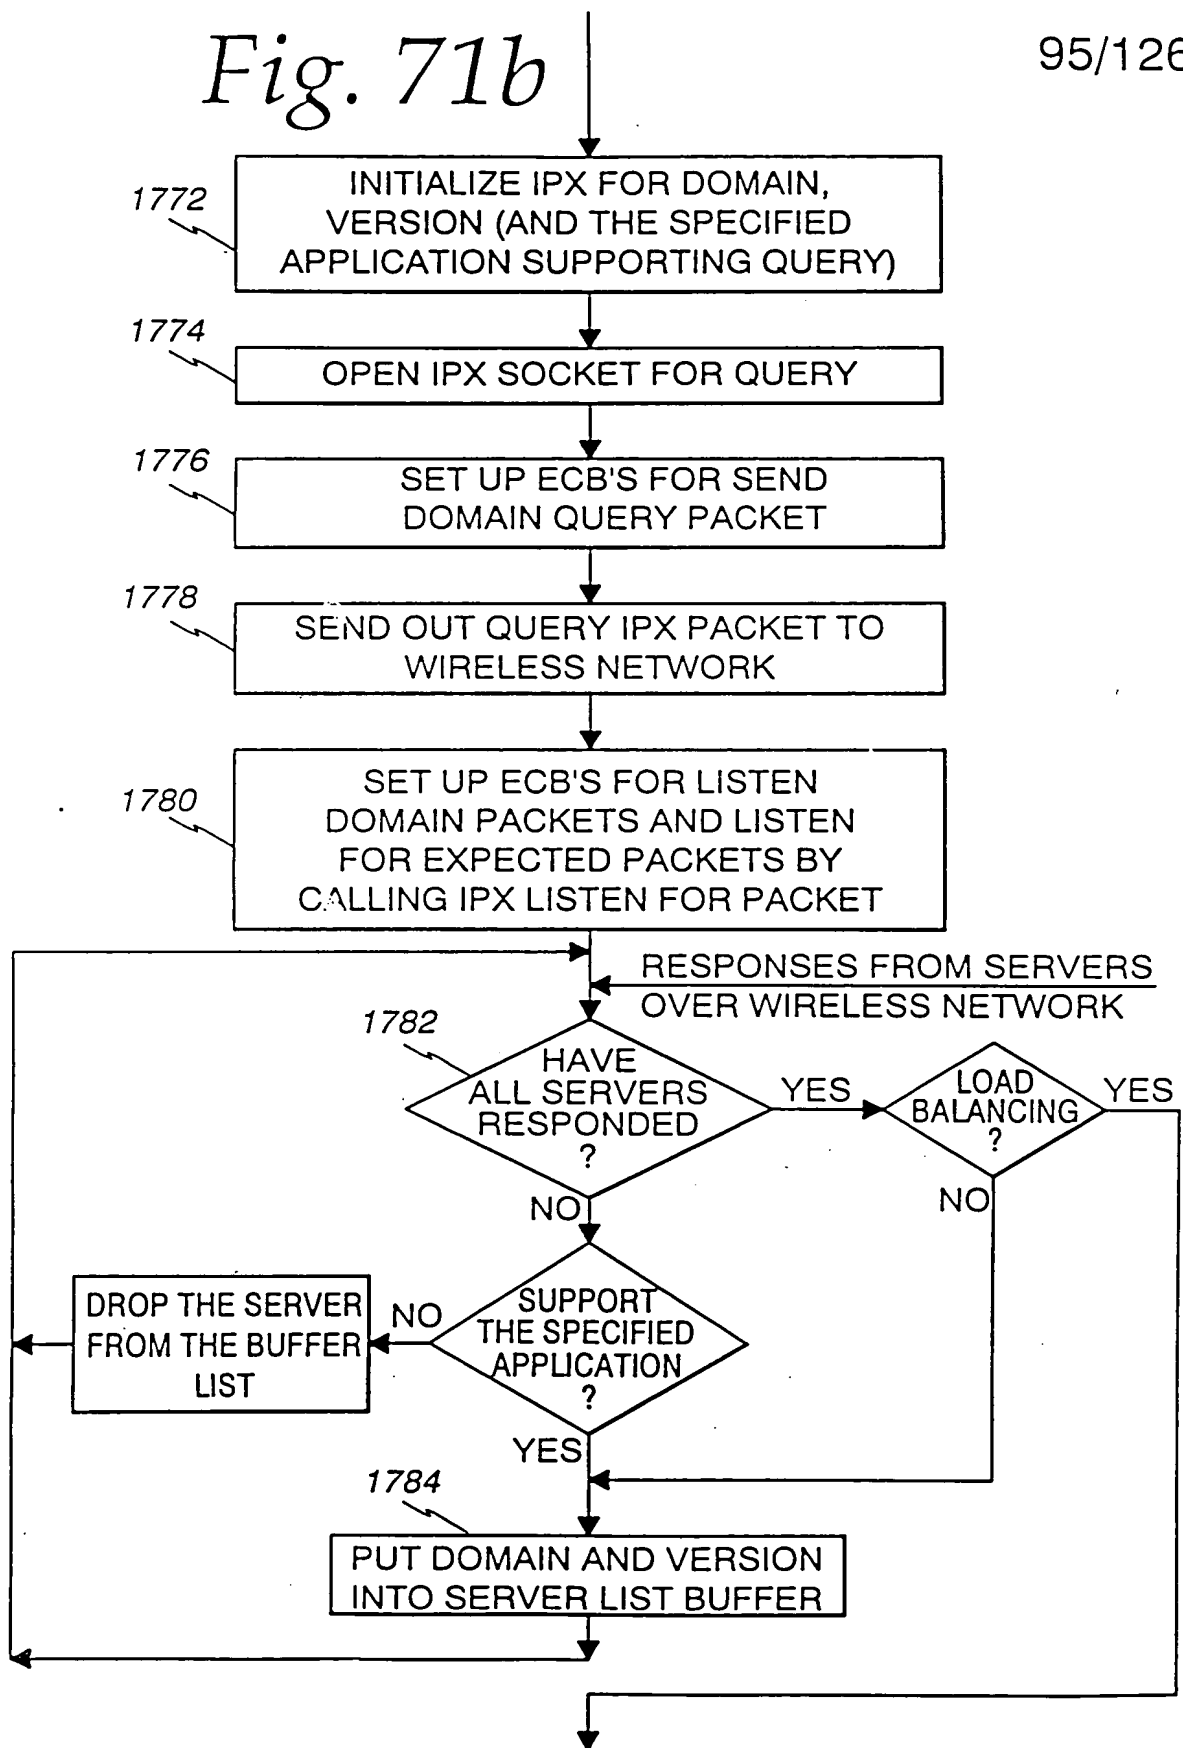 Fig. 71b
95/126
1772
INITIALIZE IPX FOR DOMAIN,
VERSION (AND THE SPECIFIED
APPLICATION SUPPORTING QUERY)
1774
OPEN IPX SOCKET FOR QUERY
1776
SET UP ECB'S FOR SEND
DOMAIN QUERY PACKET
1778
SEND OUT QUERY IPX PACKET TO
WIRELESS NETWORK
1780
SET UP ECB'S FOR LISTEN
DOMAIN PACKETS AND LISTEN
FOR EXPECTED PACKETS BY
CALLING IPX LISTEN FOR PACKET
RESPONSES FROM SERVERS
OVER WIRELESS NETWORK
1782
HAVE
ALL SERVERS
RESPONDED
?
YES
LOAD
BALANCING
?
YES
NO
NO
SUPPORT
THE SPECIFIED
APPLICATION
?
NO
DROP THE SERVER
FROM THE BUFFER
LIST
YES
1784
PUT DOMAIN AND VERSION
INTO SERVER LIST BUFFER